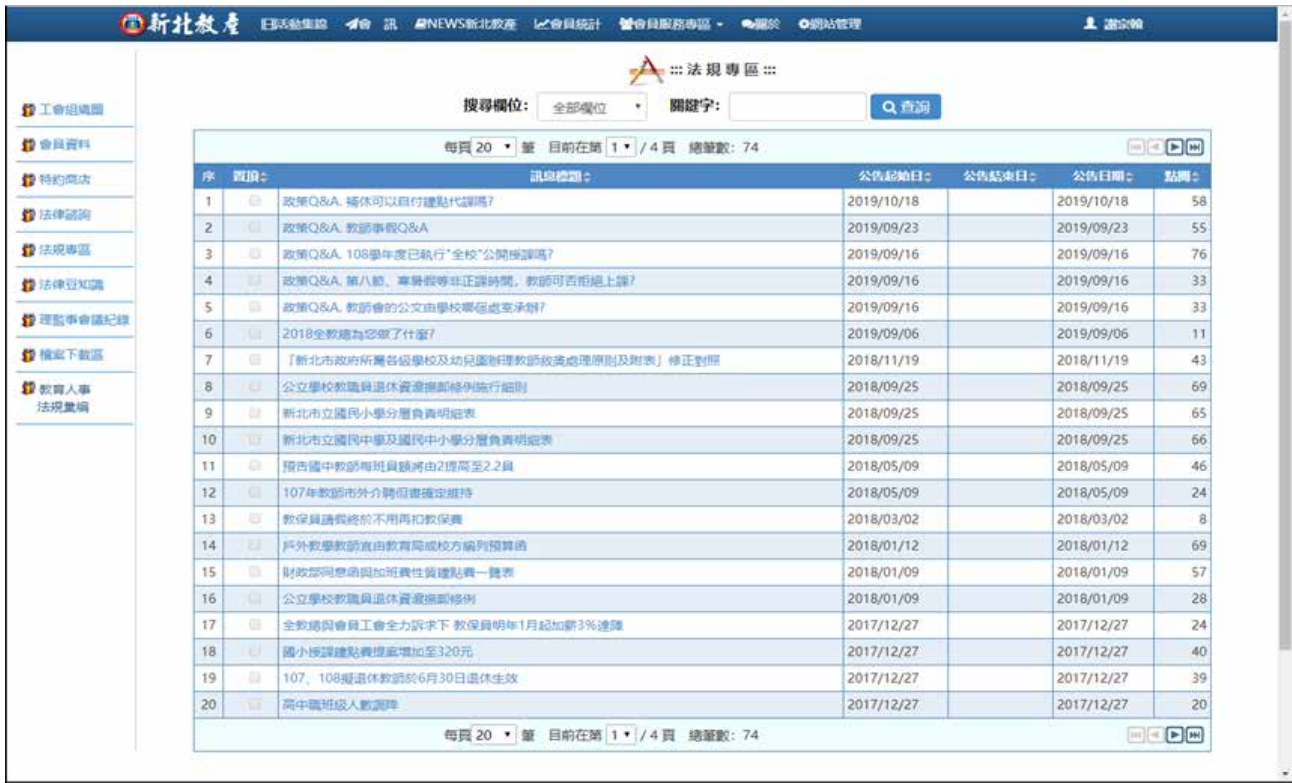 新北教產 活動集錦 會 訊 NEWS新北教產 會員統計 會員服務專區 關於 網站管理 謝宗翰
:::法規專區:::
搜尋欄位: 全部欄位 關鍵字: 查詢
工會組織圖
會員資料
特約商店
法律諮詢
法規專區
法律豆知識
理監事會議紀錄
檔案下載區
教育人事
法規彙編
每頁 20 筆 目前在第 1 / 4 頁 總筆數: 74
序 置頂 訊息標題 公告起始日 公告結束日 公告日期 點閱
1 政策Q&A. 補休可以自付鐘點代課嗎? 2019/10/18 2019/10/18 58
2 政策Q&A. 教師事假Q&A 2019/09/23 2019/09/23 55
3 政策Q&A. 108學年度已執行"全校"公開授課嗎? 2019/09/16 2019/09/16 76
4 政策Q&A. 第八節、寒暑假等非正課時間，教師可否拒絕上課? 2019/09/16 2019/09/16 33
5 政策Q&A. 教師會的公文由學校哪個處室承辦? 2019/09/16 2019/09/16 33
6 2018全教總為您做了什麼? 2019/09/06 2019/09/06 11
7 「新北市政府所屬各級學校及幼兒園辦理教師敘獎處理原則及附表」修正對照 2018/11/19 2018/11/19 43
8 公立學校教職員退休資遣撫卹條例施行細則 2018/09/25 2018/09/25 69
9 新北市立國民小學分層負責明細表 2018/09/25 2018/09/25 65
10 新北市立國民中學及國民中小學分層負責明細表 2018/09/25 2018/09/25 66
11 預告國中教師每班員額將由2提高至2.2員 2018/05/09 2018/05/09 46
12 107年教師市外介聘但書確定維持 2018/05/09 2018/05/09 24
13 教保員請假終於不用再扣教保費 2018/03/02 2018/03/02 8
14 戶外教學教師宜由教育局或校方編列預算函 2018/01/12 2018/01/12 69
15 財政部同意函與加班費性質鐘點費一覽表 2018/01/09 2018/01/09 57
16 公立學校教職員退休資遣撫卹條例 2018/01/09 2018/01/09 28
17 全教總與會員工會全力訴求下 教保員明年1月起加薪3%達陣 2017/12/27 2017/12/27 24
18 國小授課鐘點費提案增加至320元 2017/12/27 2017/12/27 40
19 107、108擬退休教師於6月30日退休生效 2017/12/27 2017/12/27 39
20 高中職班級人數調降 2017/12/27 2017/12/27 20
每頁 20 筆 目前在第 1 / 4 頁 總筆數: 74